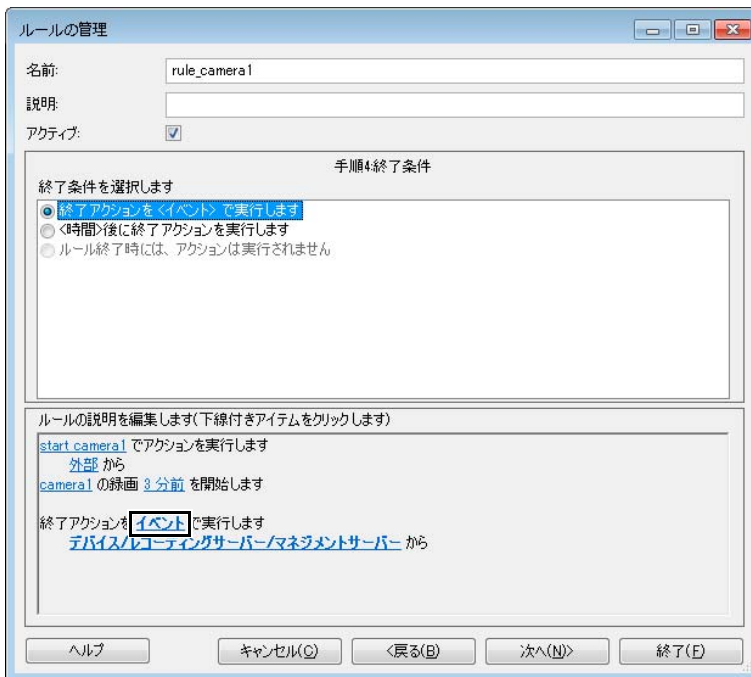 ルールの管理
名前: rule_camera1
説明:
アクティブ:
手順4:終了条件
終了条件を選択します
終了アクションを<イベント> で実行します
<時間>後に終了アクションを実行します
ルール終了時には、アクションは実行されません
ルールの説明を編集します(下線付きアイテムをクリックします)
start camera1 でアクションを実行します
外部 から
camera1 の録画 3 分前 を開始します
終了アクションを イベント で実行します
デバイス/レコーディングサーバー/マネジメントサーバー から
ヘルプ キャンセル(C) <戻る(B) 次へ(N)> 終了(F)